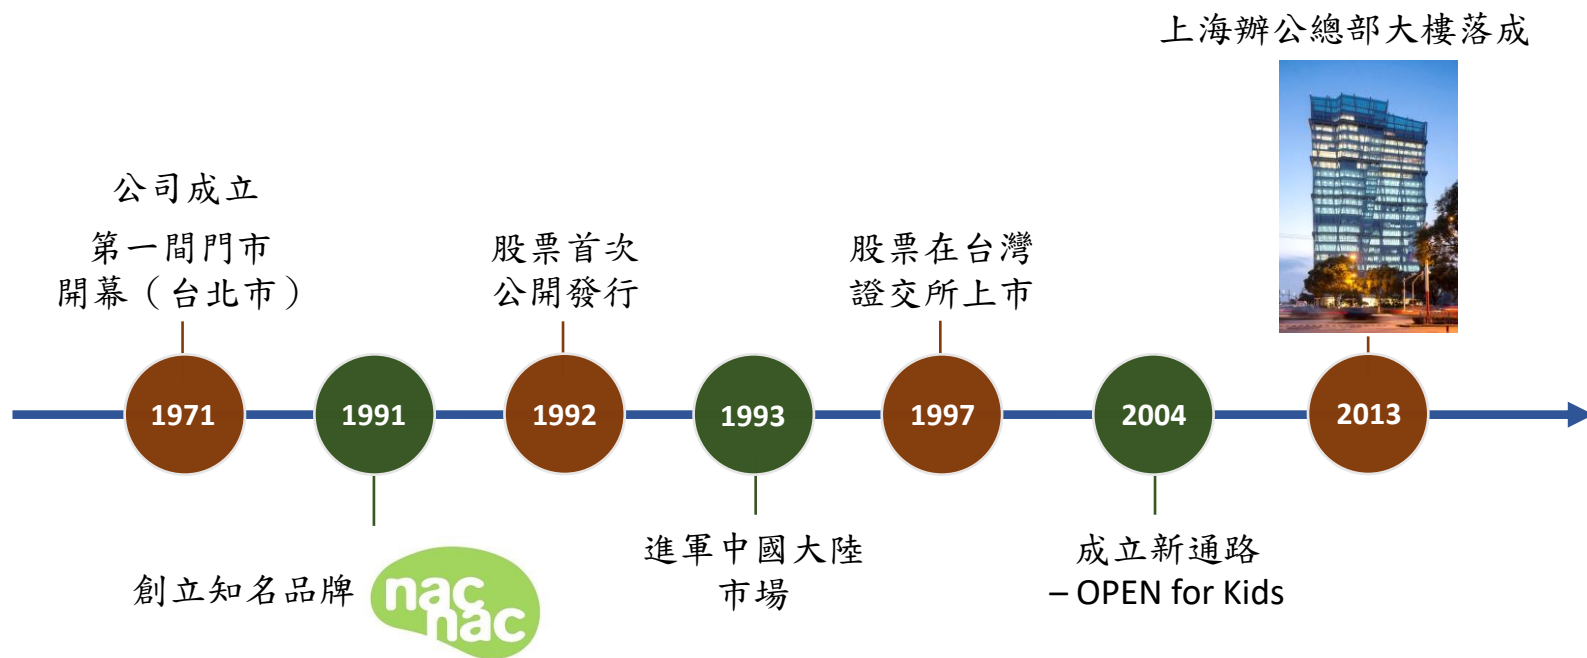 上海辦公總部大樓落成
公司成立
第一間門市
開幕（台北市）
股票首次
公開發行
股票在台灣
證交所上市
1971
1991
1992
1993
1997
2004
2013
創立知名品牌
nac
nac
進軍中國大陸
市場
成立新通路
– OPEN for Kids